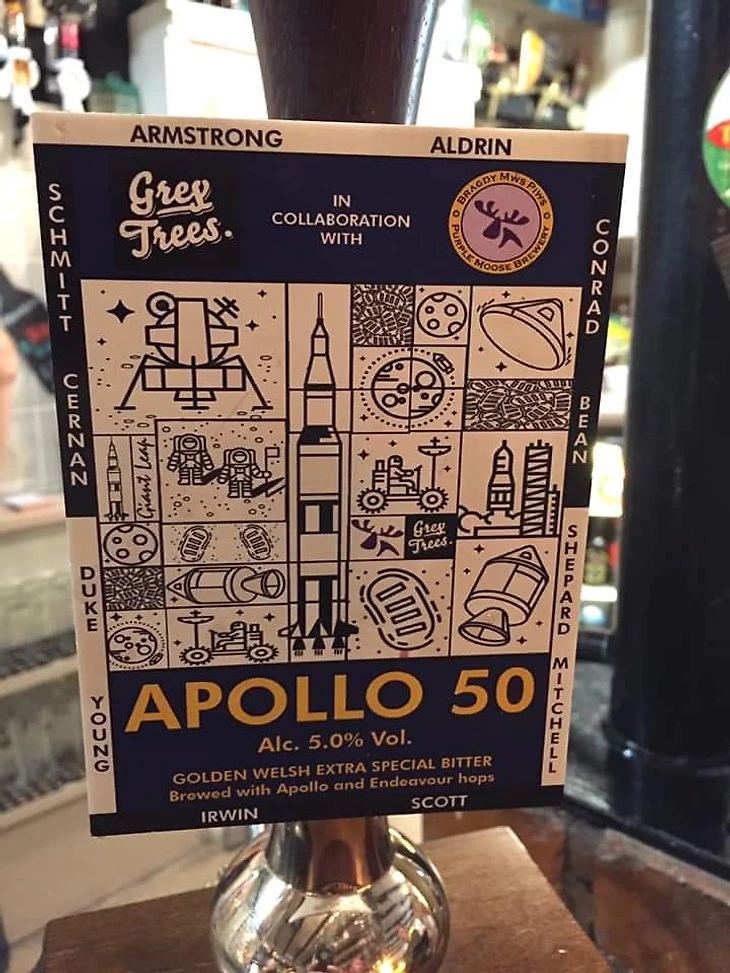 ARMSTRONG
ALDRIN
SCHMITT
CERNAN
DUKE
YOUNG
Grey
Trees.
IN
COLLABORATION
WITH
BRAGDY MWS PIWS
PURPLE MOOSE BREWERY
CONRAD
BEAN
SHEPARD
MITCHELL
Giant Leap
Grey
Trees.
APOLLO 50
Alc. 5.0% Vol.
GOLDEN WELSH EXTRA SPECIAL BITTER
Brewed with Apollo and Endeavour hops
IRWIN
SCOTT